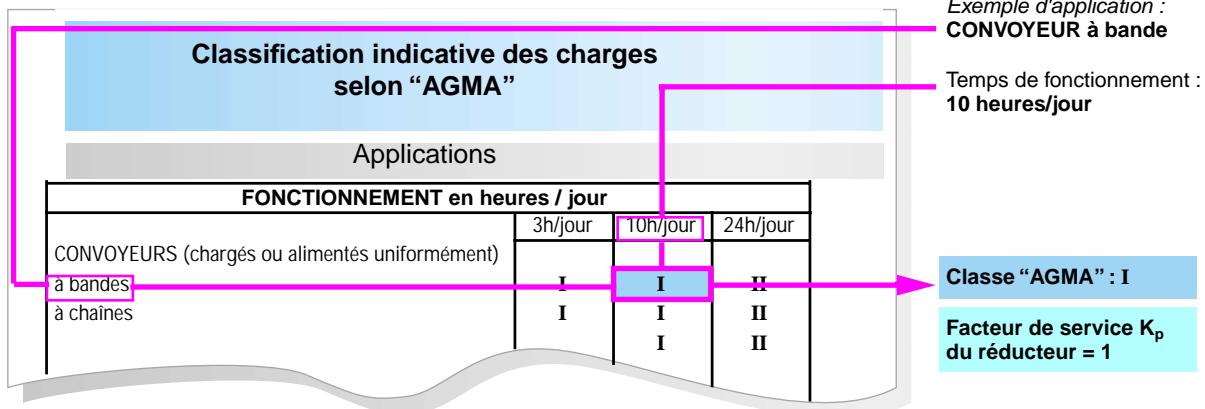 Exemple d'application :
CONVOYEUR à bande
Classification indicative des charges
selon “AGMA”
Temps de fonctionnement :
10 heures/jour
Applications
FONCTIONNEMENT en heures / jour
3h/jour 10h/jour 24h/jour
CONVOYEURS (chargés ou alimentés uniformément)
à bandes I I II
à chaînes I I II
I II
Classe “AGMA” : I
Facteur de service Kp
du réducteur = 1